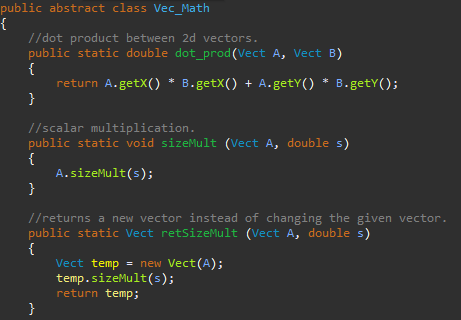 public abstract class Vec_Math
{
//dot product between 2d vectors.
public static double dot_prod(Vect A, Vect B)
{
return A.getX() * B.getX() + A.getY() * B.getY();
}
//scalar multiplication.
public static void sizeMult (Vect A, double s)
{
A.sizeMult(s);
}
//returns a new vector instead of changing the given vector.
public static Vect retSizeMult (Vect A, double s)
{
Vect temp = new Vect(A);
temp.sizeMult(s);
return temp;
}